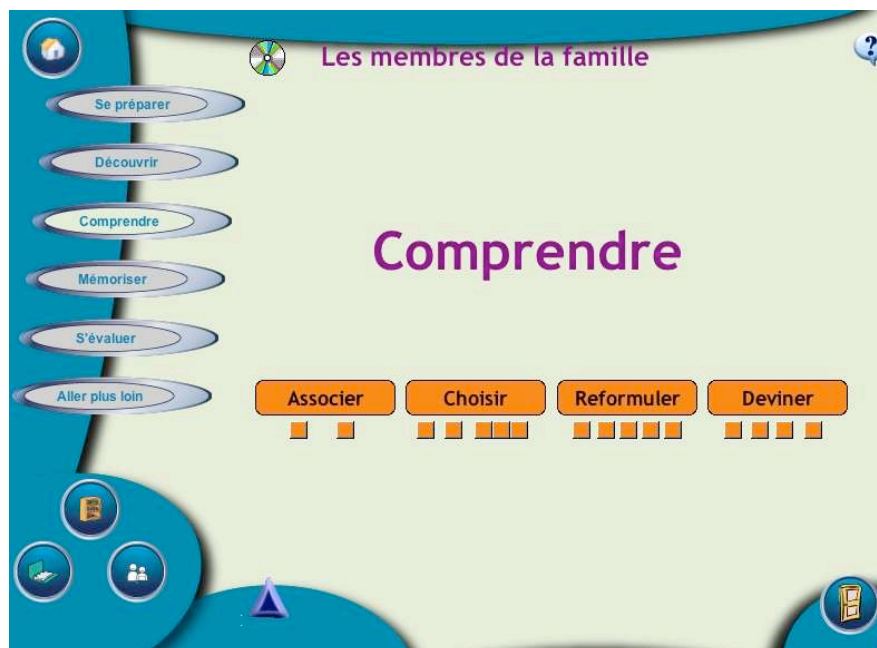 Les membres de la famille
?
Se préparer
Découvrir
Comprendre
Mémoriser
S'évaluer
Aller plus loin
Comprendre
Associer Choisir Reformuler Deviner